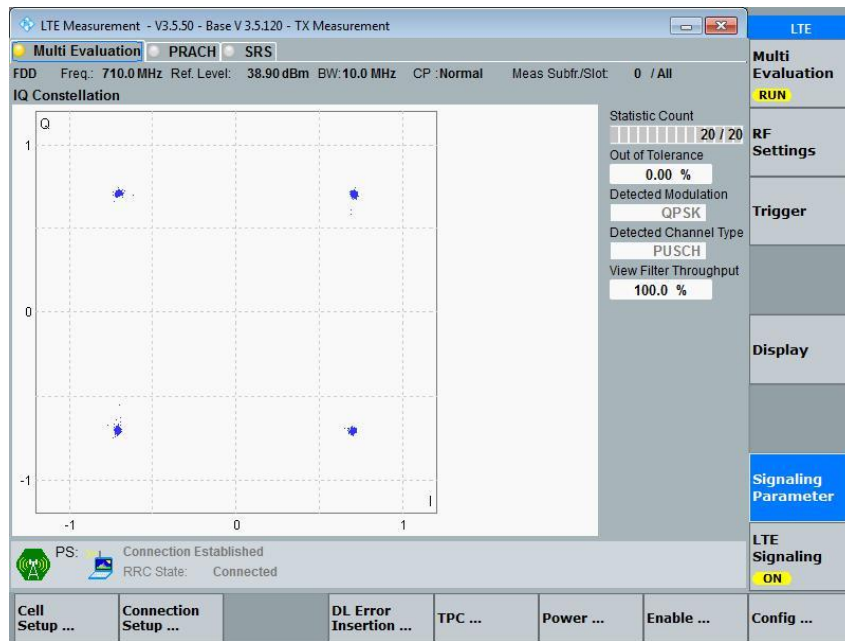 LTE Measurement - V3.5.50 - Base V 3.5.120 - TX Measurement
Multi Evaluation PRACH SRS
FDD Freq.: 710.0 MHz Ref. Level: 38.90 dBm BW: 10.0 MHz CP : Normal Meas Subfr./Slot: 0 / All
IQ Constellation
Q
1
0
-1
I
-1 0 1
Statistic Count
20 / 20
Out of Tolerance
0.00 %
Detected Modulation
QPSK
Detected Channel Type
PUSCH
View Filter Throughput
100.0 %
PS: Connection Established
RRC State: Connected
LTE
Multi
Evaluation
RUN
RF
Settings
Trigger
Display
Signaling
Parameter
LTE
Signaling
ON
Cell
Setup ...
Connection
Setup ...
DL Error
Insertion ...
TPC ...
Power ...
Enable ...
Config ...